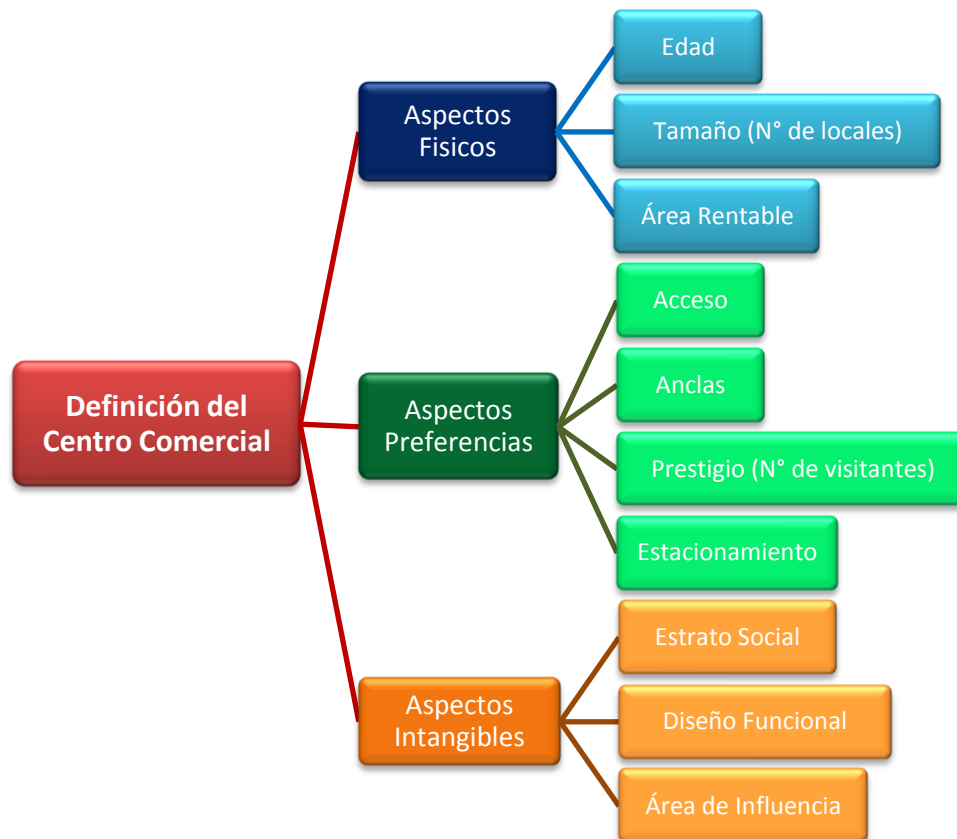 Definición del
Centro Comercial
Aspectos
Fisicos
Edad
Tamaño (N° de locales)
Área Rentable
Aspectos
Preferencias
Acceso
Anclas
Prestigio (N° de visitantes)
Estacionamiento
Aspectos
Intangibles
Estrato Social
Diseño Funcional
Área de Influencia